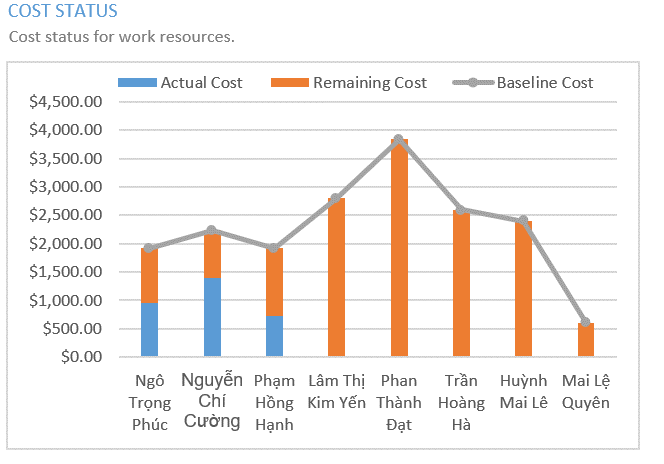 COST STATUS
Cost status for work resources.
Actual Cost Remaining Cost Baseline Cost
$4,500.00
$4,000.00
$3,500.00
$3,000.00
$2,500.00
$2,000.00
$1,500.00
$1,000.00
$500.00
$0.00
Ngô
Trọng
Phúc
Nguyễn
Chí
Cường
Phạm
Hồng
Hạnh
Lâm Thị
Kim Yến
Phan
Thành
Đạt
Trần
Hoàng
Hà
Huỳnh
Mai Lê
Mai Lệ
Quyên